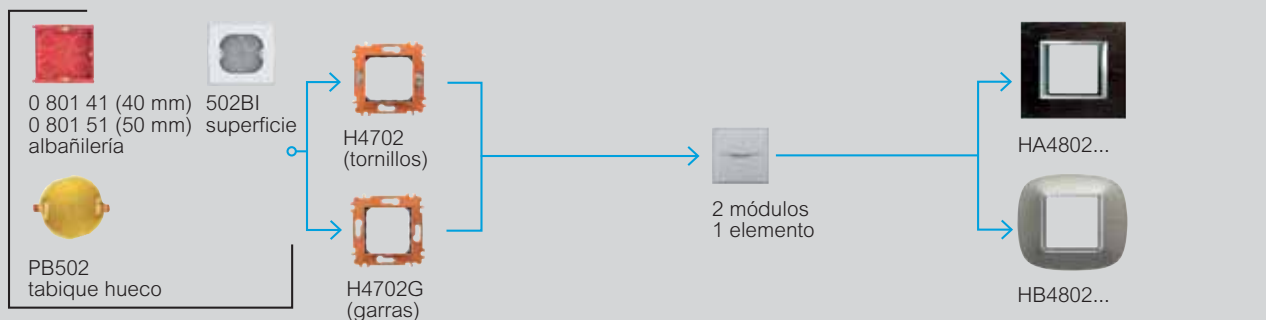 0 801 41 (40 mm)
0 801 51 (50 mm)
albañilería
502BI
superficie
PB502
tabique hueco
H4702
(tornillos)
H4702G
(garras)
2 módulos
1 elemento
HA4802...
HB4802...